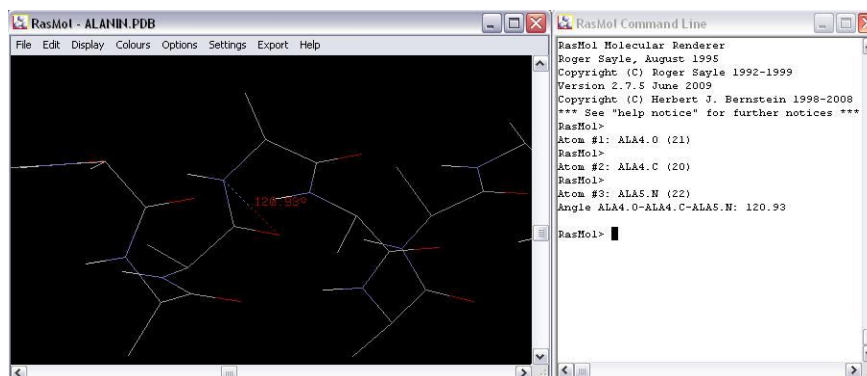 RasMol - ALANIN.PDB
File Edit Display Colours Options Settings Export Help
120.93º
RasMol Command Line
RasMol Molecular Renderer
Roger Sayle, August 1995
Copyright (C) Roger Sayle 1992-1999
Version 2.7.5 June 2009
Copyright (C) Herbert J. Bernstein 1998-2008
*** See "help notice" for further notices ***
RasMol>
Atom #1: ALA4.O (21)
RasMol>
Atom #2: ALA4.C (20)
RasMol>
Atom #3: ALA5.N (22)
Angle ALA4.O-ALA4.C-ALA5.N: 120.93
RasMol>